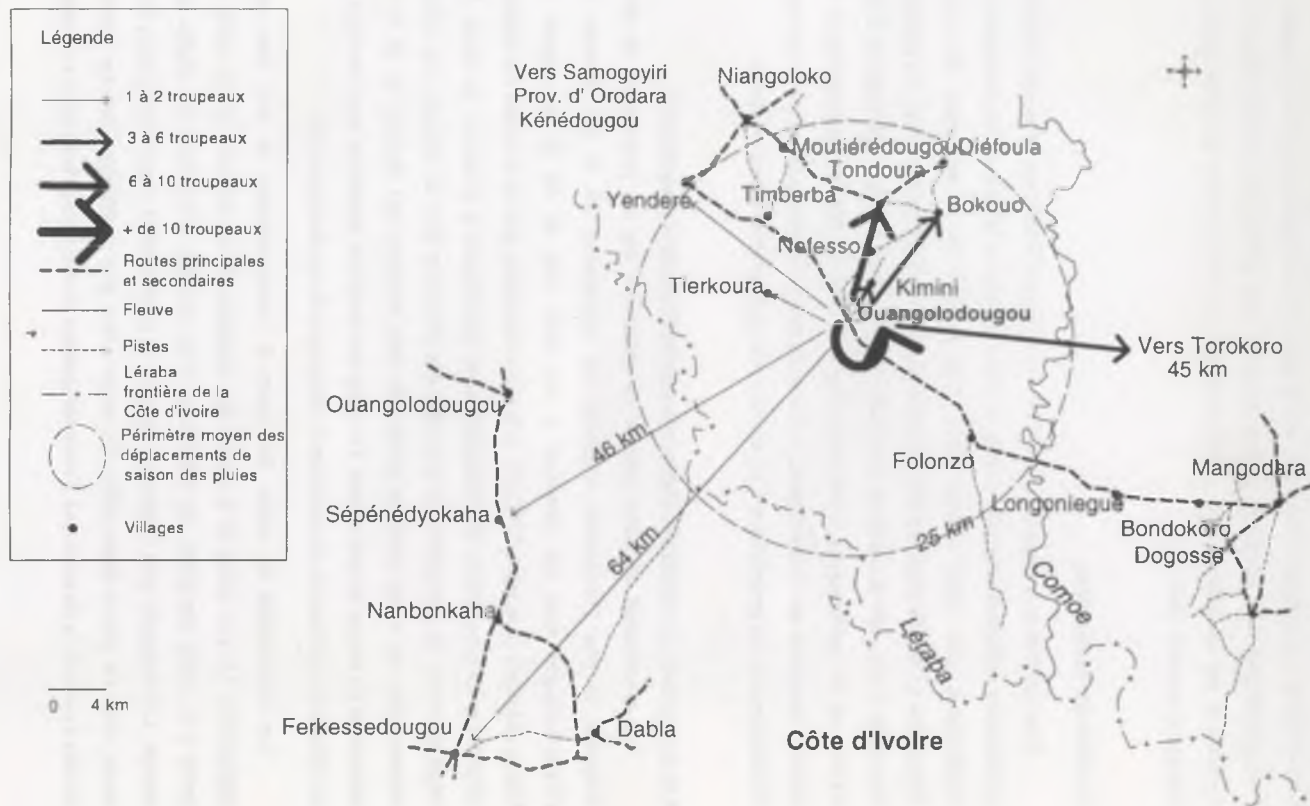 Légende
1 à 2 troupeaux
3 à 6 troupeaux
6 à 10 troupeaux
+ de 10 troupeaux
Routes principales
et secondaires
Fleuve
Pistes
Léraba
frontière de la
Côte d'ivoire
Périmètre moyen des
déplacements de
saison des pluies
Villages
0 4 km
Vers Samogoyiri
Prov. d' Orodara
Kénédougou
Niangoloko
Moutiérédougou
Diéfoula
Tondoura
Yenderé
Timberba
Bokouo
Nofesso
Tierkoura
Kimini
Ouangolodougou
Vers Torokoro
45 km
Ouangolodougou
46 km
Folonzo
Mangodara
Sépénédyokaha
Longoniegue
Bondokoro
Dogosse
64 km
25 km
Comoe
Nanbonkaha
Léraba
Ferkessedougou
Dabla
Côte d'Ivoire